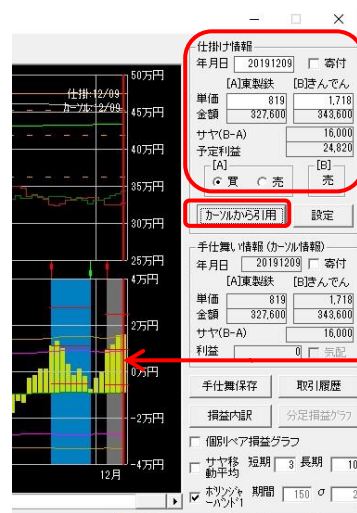 仕掛:12/09
カーソル:12/09
50万円
45万円
40万円
35万円
30万円
25万円
4万円
2万円
0万円
-2万円
-4万円
12月
仕掛け情報
年月日 20191209 寄付
[A]東製鉄 [B]きんでん
単価 819 1,718
金額 327,600 343,600
サヤ(B-A) 16,000
予定利益 24,820
[A] [B]
買 売 売
カーソルから引用 設定
手仕舞い情報(カーソル情報)
年月日 20191209 寄付
[A]東製鉄 [B]きんでん
単価 819 1,718
金額 327,600 343,600
サヤ(B-A) 16,000
利益 0 気配
手仕舞保存 取引履歴
損益内訳 分足損益グラフ
個別ペア損益グラフ
サヤ移動平均 短期 3 長期 10
ボリンジャーバンド1 期間 150 σ 2